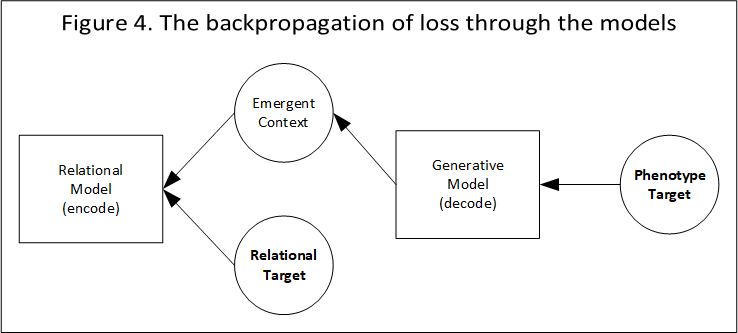 Figure 4. The backpropagation of loss through the models
Emergent
Context
Relational
Model
(encode)
Generative
Model
(decode)
Phenotype
Target
Relational
Target